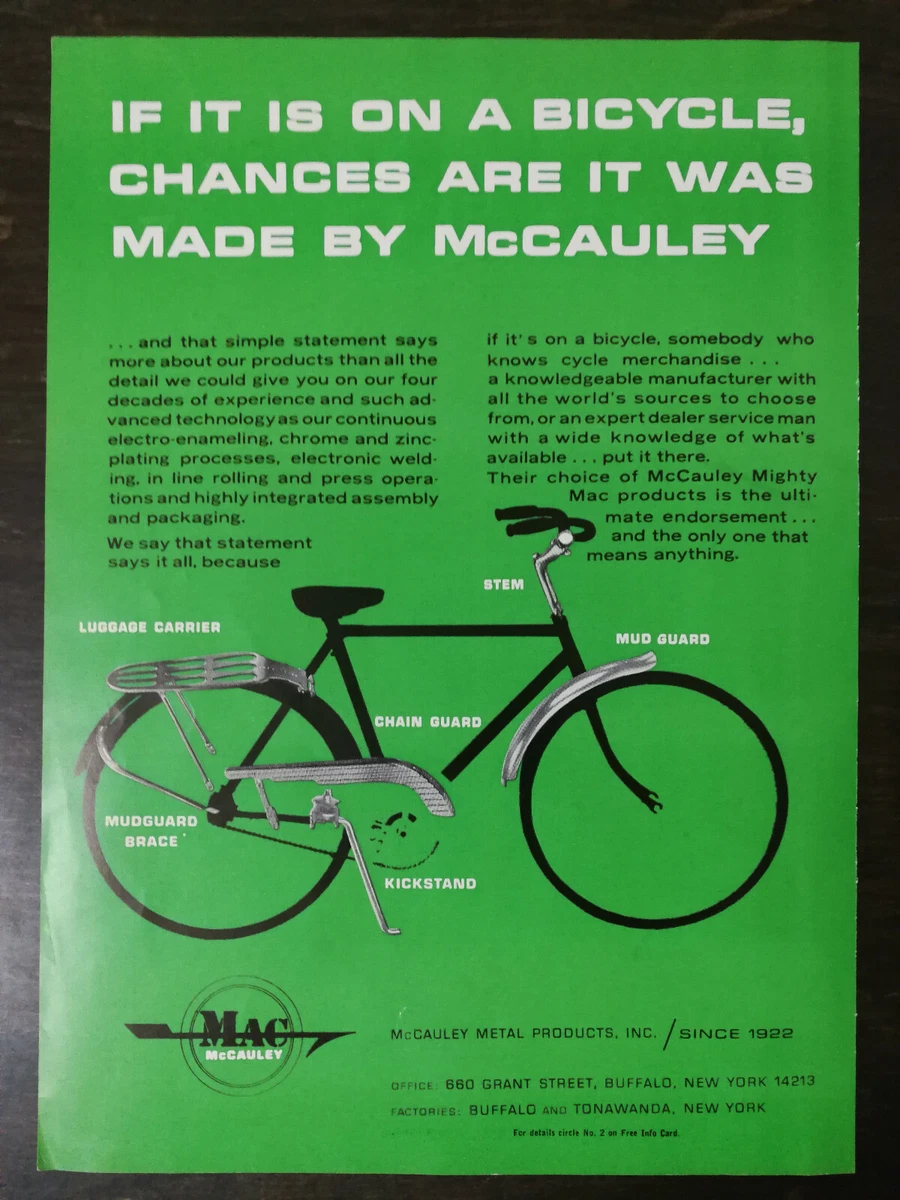 IF IT IS ON A BICYCLE,
CHANCES ARE IT WAS
MADE BY McCAULEY
... and that simple statement says
more about our products than all the
detail we could give you on our four
decades of experience and such ad-
vanced technology as our continuous
electro-enameling, chrome and zinc-
plating processes, electronic weld-
ing, in line rolling and press opera-
tions and highly integrated assembly
and packaging.
We say that statement
says it all, because
if it's on a bicycle, somebody who
knows cycle merchandise ...
a knowledgeable manufacturer with
all the world's sources to choose
from, or an expert dealer service man
with a wide knowledge of what's
available ... put it there.
Their choice of McCauley Mighty
Mac products is the ulti-
mate endorsement ...
and the only one that
means anything.
STEM
LUGGAGE CARRIER
MUD GUARD
CHAIN GUARD
MUDGUARD
BRACE
KICKSTAND
MAC
McCAULEY
McCAULEY METAL PRODUCTS, INC. / SINCE 1922
OFFICE: 660 GRANT STREET, BUFFALO, NEW YORK 14213
FACTORIES: BUFFALO AND TONAWANDA, NEW YORK
For details circle No. 2 on Free Info Card.